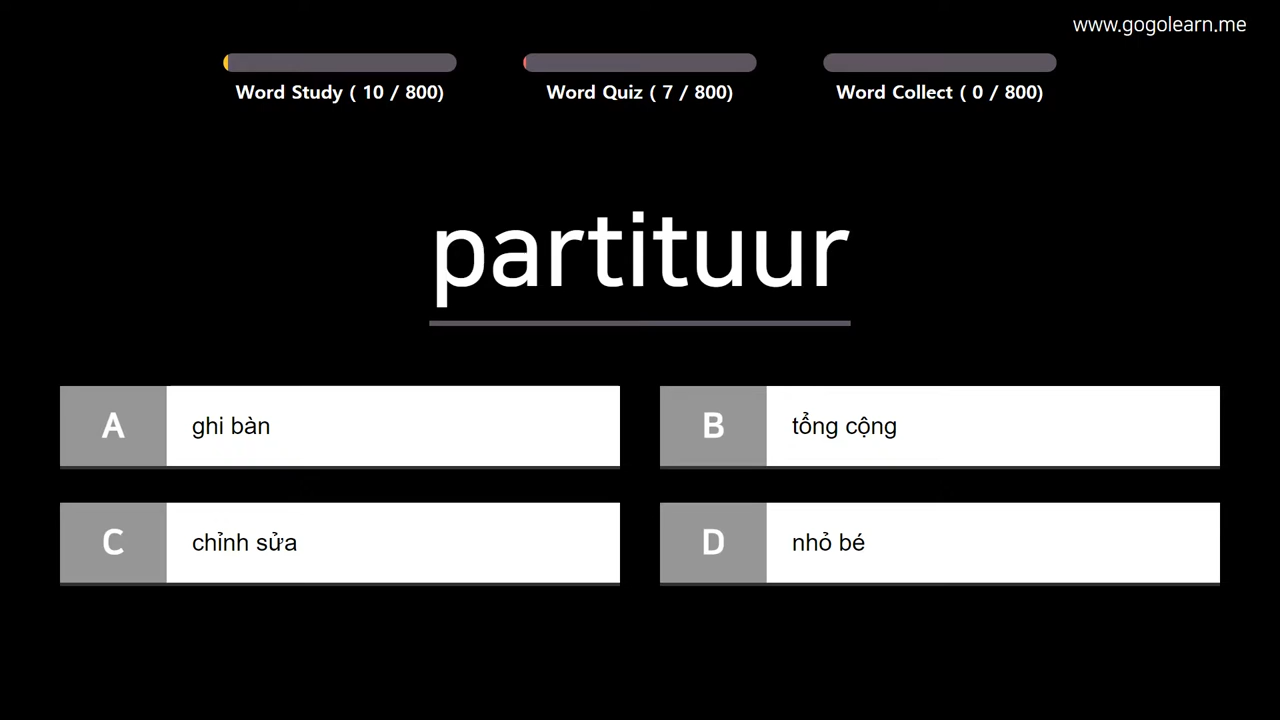 www.gogolearn.me
Word Study ( 10 / 800)
Word Quiz ( 7 / 800)
Word Collect ( 0 / 800)
partituur
A ghi bàn
B tổng cộng
C chỉnh sửa
D nhỏ bé